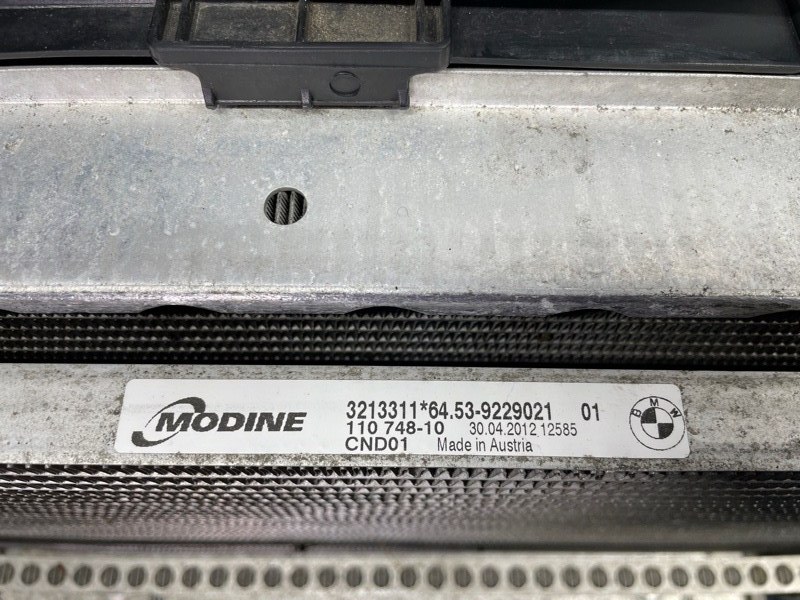 MODINE
3213311*64.53-9229021 01
110 748-10 30.04.2012 12585
CND01 Made in Austria
BMW